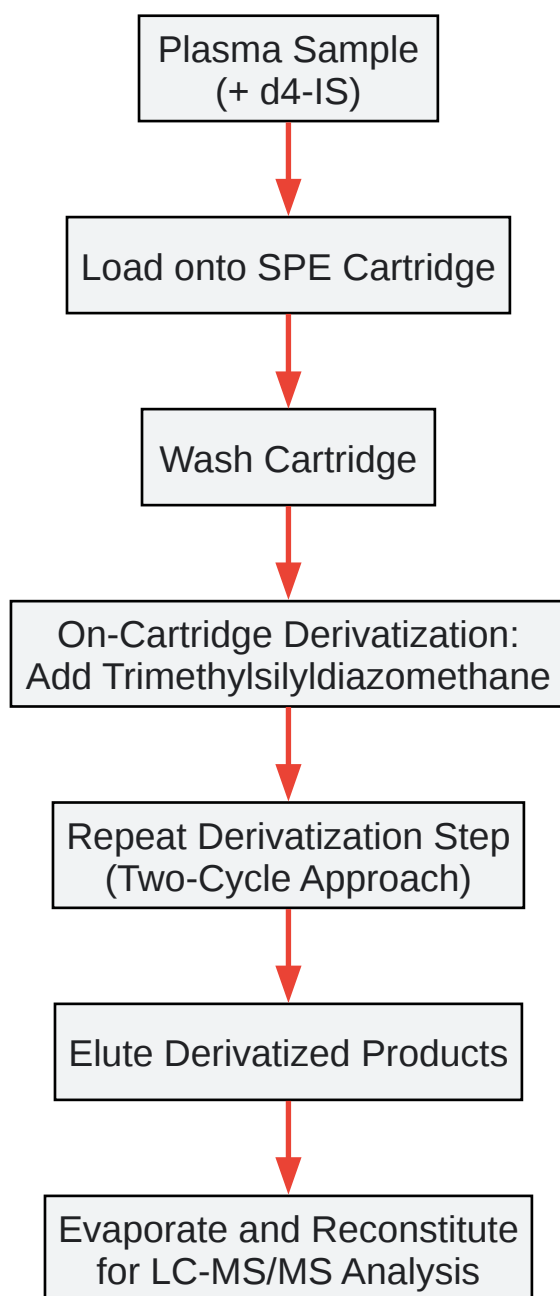 Plasma Sample
(+ d4-IS)
Load onto SPE Cartridge
Wash Cartridge
On-Cartridge Derivatization:
Add Trimethylsilyldiazomethane
Repeat Derivatization Step
(Two-Cycle Approach)
Elute Derivatized Products
Evaporate and Reconstitute
for LC-MS/MS Analysis